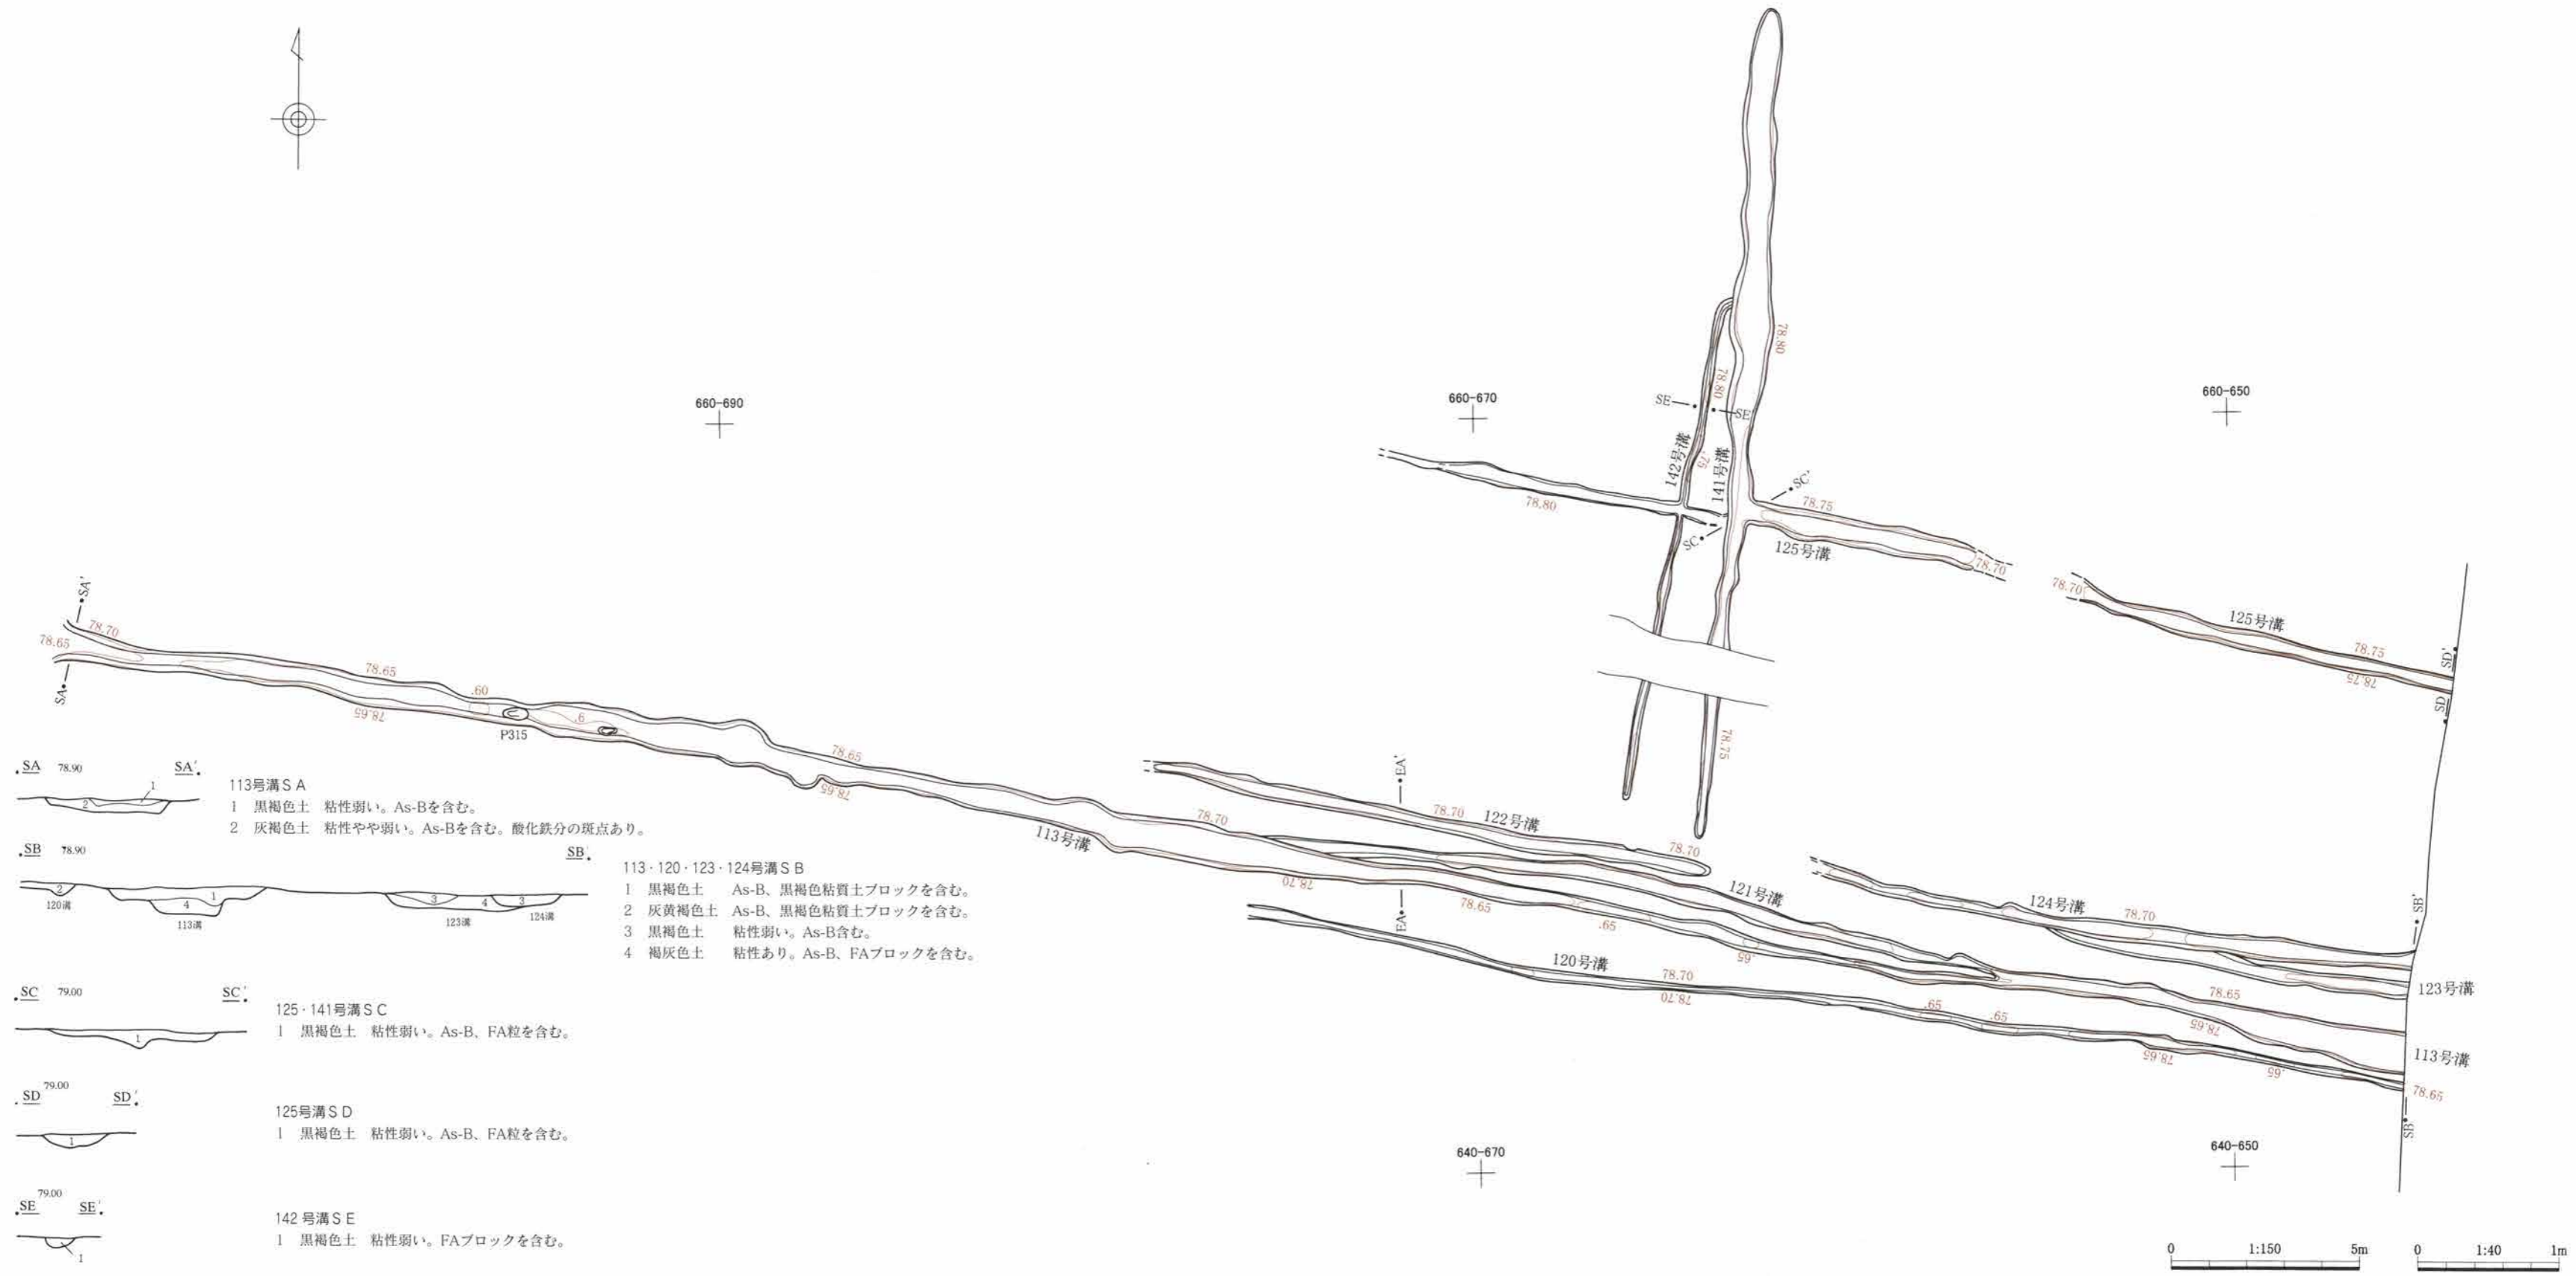 660-690
660-670
660-650
78.80
78.80
SE
SE'
142号溝
.75
141号溝
78.80
SC'
78.75
SC
125号溝
78.70
78.70
125号溝
78.75
78.75
SD'
SD
SA'
78.70
78.65
SA
78.65
78.65
.60
.6
P315
78.65
78.65
78.75
EA'
78.70
122号溝
78.70
78.70
113号溝
78.70
78.65
EA
.65
121号溝
.65
124号溝
78.70
SB'
123号溝
120号溝
78.70
78.70
78.65
.65
.65
78.65
113号溝
78.65
.65
78.65
SB
640-670
640-650
SA 78.90 SA'
1
2
113号溝ＳＡ
1 黒褐色土 粘性弱い。As-Bを含む。
2 灰褐色土 粘性やや弱い。As-Bを含む。酸化鉄分の斑点あり。
SB 78.90 SB'
2 1 4 3 4 3
120溝 113溝 123溝 124溝
113・120・123・124号溝ＳＢ
1 黒褐色土 As-B、黒褐色粘質土ブロックを含む。
2 灰黄褐色土 As-B、黒褐色粘質土ブロックを含む。
3 黒褐色土 粘性弱い。As-B含む。
4 褐灰色土 粘性あり。As-B、FAブロックを含む。
SC 79.00 SC'
1
125・141号溝ＳＣ
1 黒褐色土 粘性弱い。As-B、FA粒を含む。
SD 79.00 SD'
1
125号溝ＳＤ
1 黒褐色土 粘性弱い。As-B、FA粒を含む。
SE 79.00 SE'
1
142号溝ＳＥ
1 黒褐色土 粘性弱い。FAブロックを含む。
0 1:150 5m
0 1:40 1m